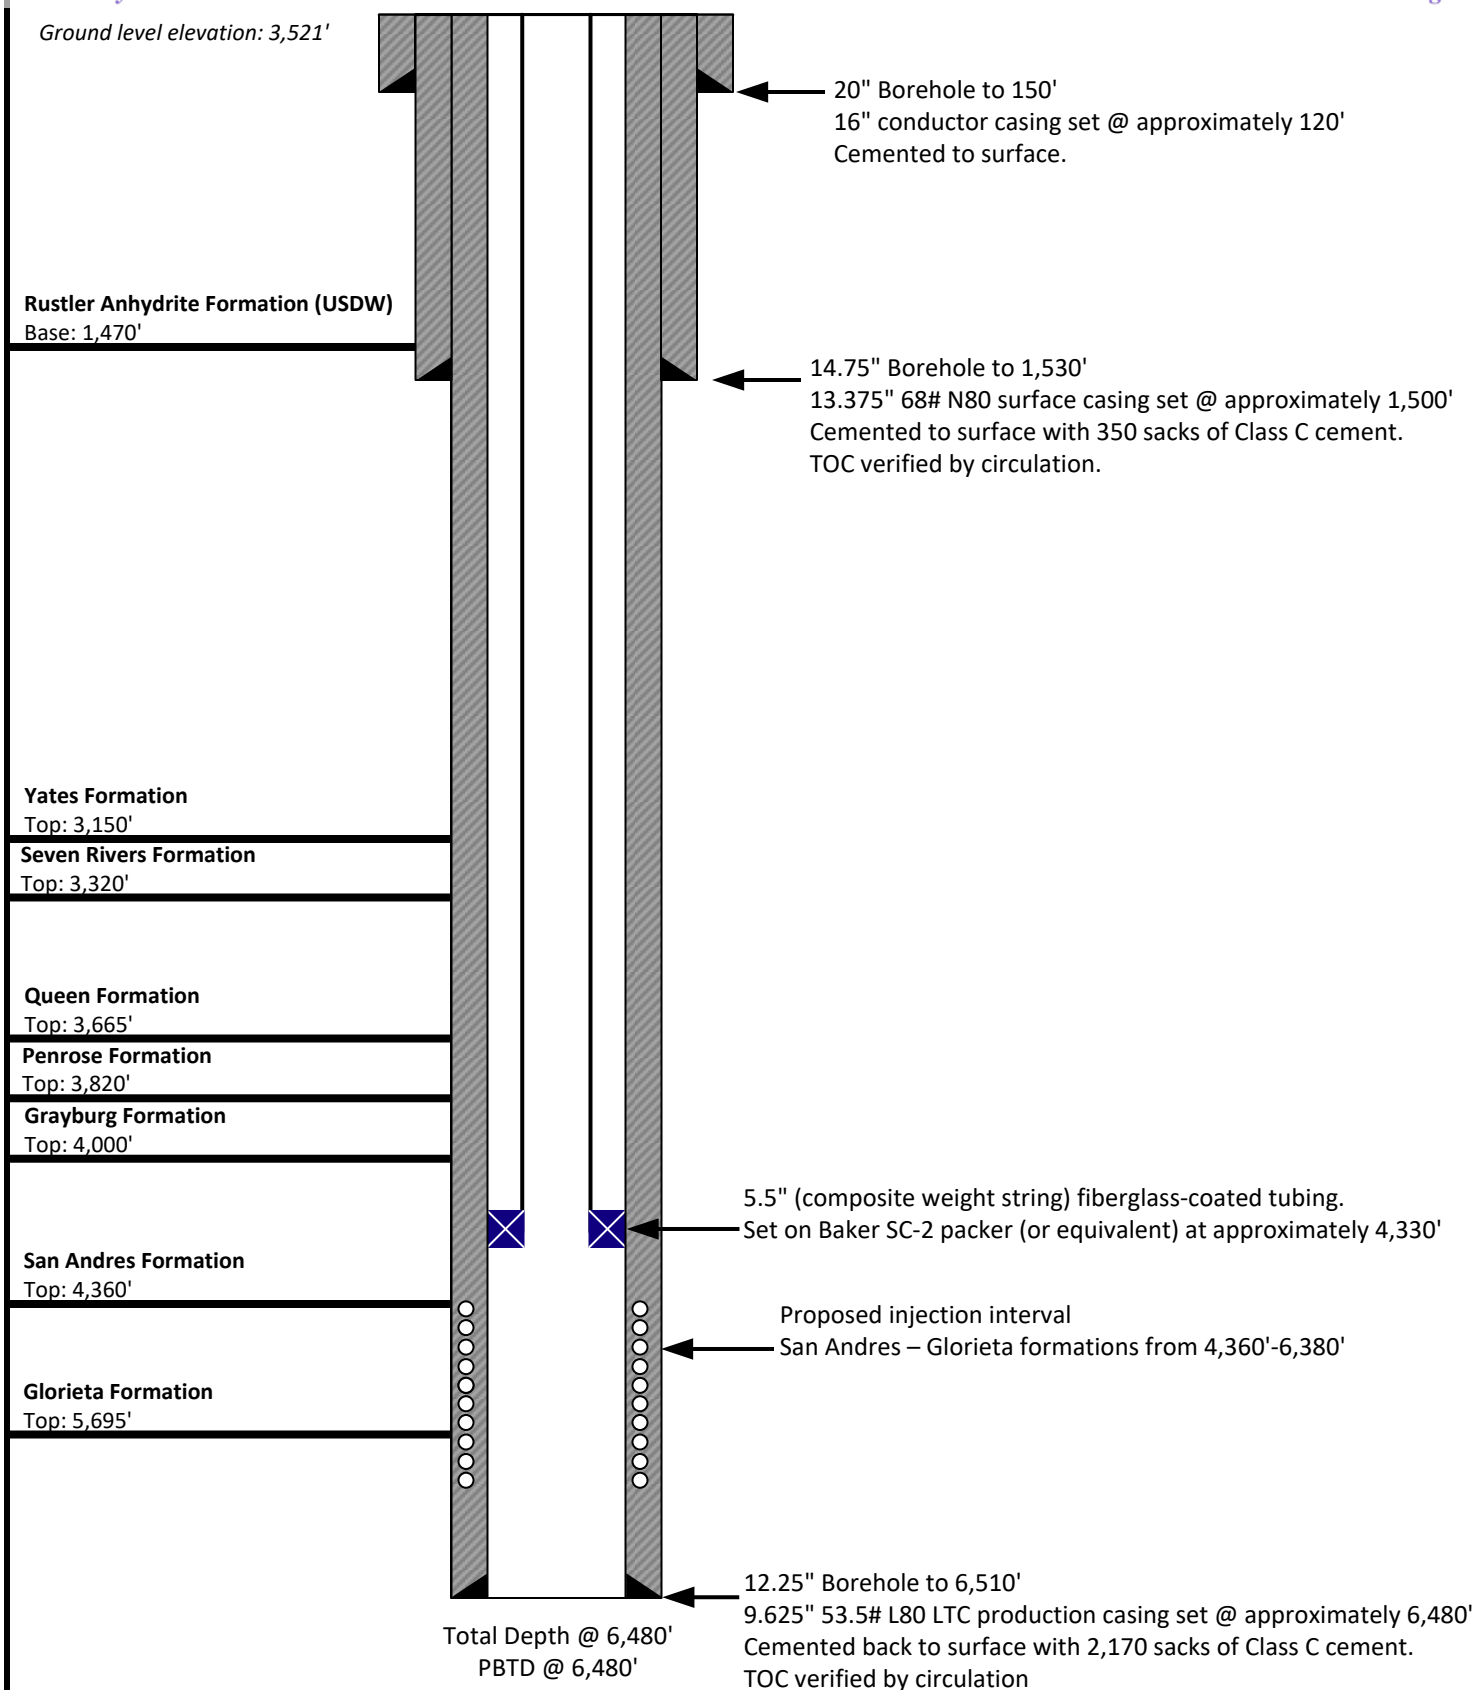 Ground level elevation: 3,521'
20" Borehole to 150'
16" conductor casing set @ approximately 120'
Cemented to surface.
Rustler Anhydrite Formation (USDW)
Base: 1,470'
14.75" Borehole to 1,530'
13.375" 68# N80 surface casing set @ approximately 1,500'
Cemented to surface with 350 sacks of Class C cement.
TOC verified by circulation.
Yates Formation
Top: 3,150'
Seven Rivers Formation
Top: 3,320'
Queen Formation
Top: 3,665'
Penrose Formation
Top: 3,820'
Grayburg Formation
Top: 4,000'
5.5" (composite weight string) fiberglass-coated tubing.
Set on Baker SC-2 packer (or equivalent) at approximately 4,330'
San Andres Formation
Top: 4,360'
Proposed injection interval
San Andres – Glorieta formations from 4,360'-6,380'
Glorieta Formation
Top: 5,695'
12.25" Borehole to 6,510'
9.625" 53.5# L80 LTC production casing set @ approximately 6,480'
Cemented back to surface with 2,170 sacks of Class C cement.
TOC verified by circulation
Total Depth @ 6,480'
PBTD @ 6,480'